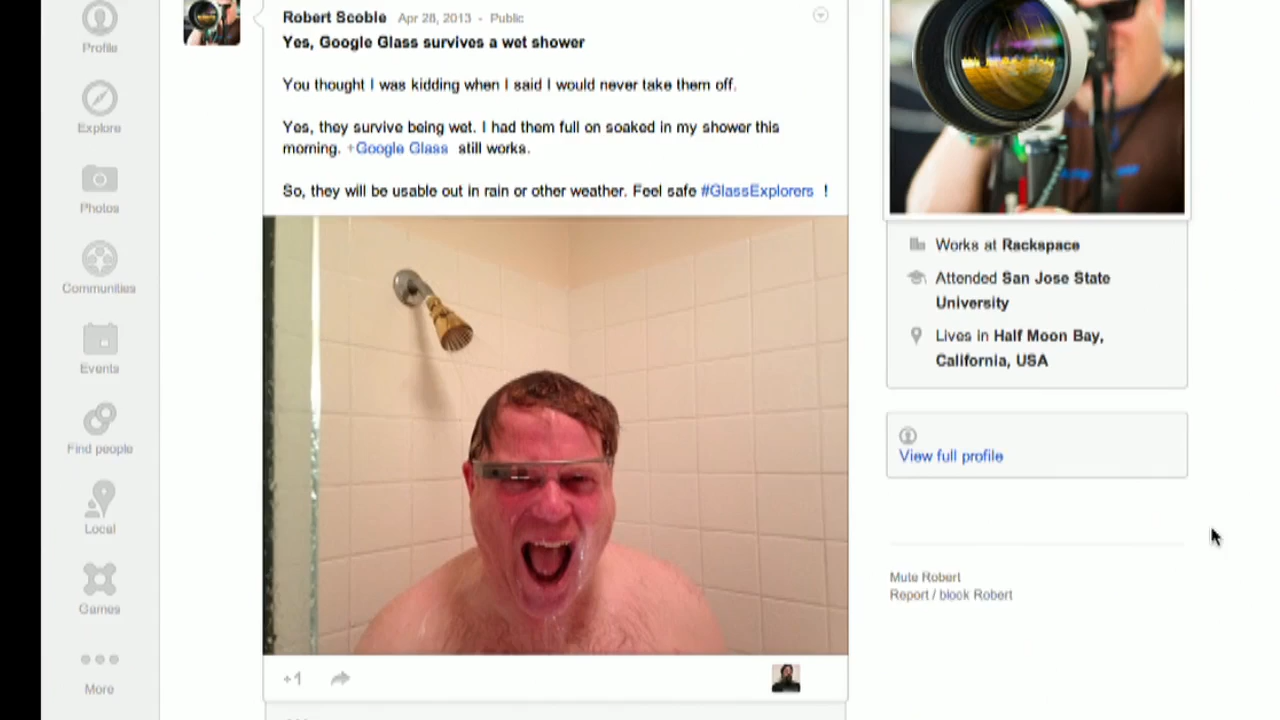 Profile
Explore
Photos
Communities
Events
Find people
Local
Games
More
Robert Scoble Apr 28, 2013 - Public
Yes, Google Glass survives a wet shower
You thought I was kidding when I said I would never take them off.
Yes, they survive being wet. I had them full on soaked in my shower this
morning. +Google Glass still works.
So, they will be usable out in rain or other weather. Feel safe #GlassExplorers !
+1
Works at Rackspace
Attended San Jose State
University
Lives in Half Moon Bay,
California, USA
View full profile
Mute Robert
Report / block Robert